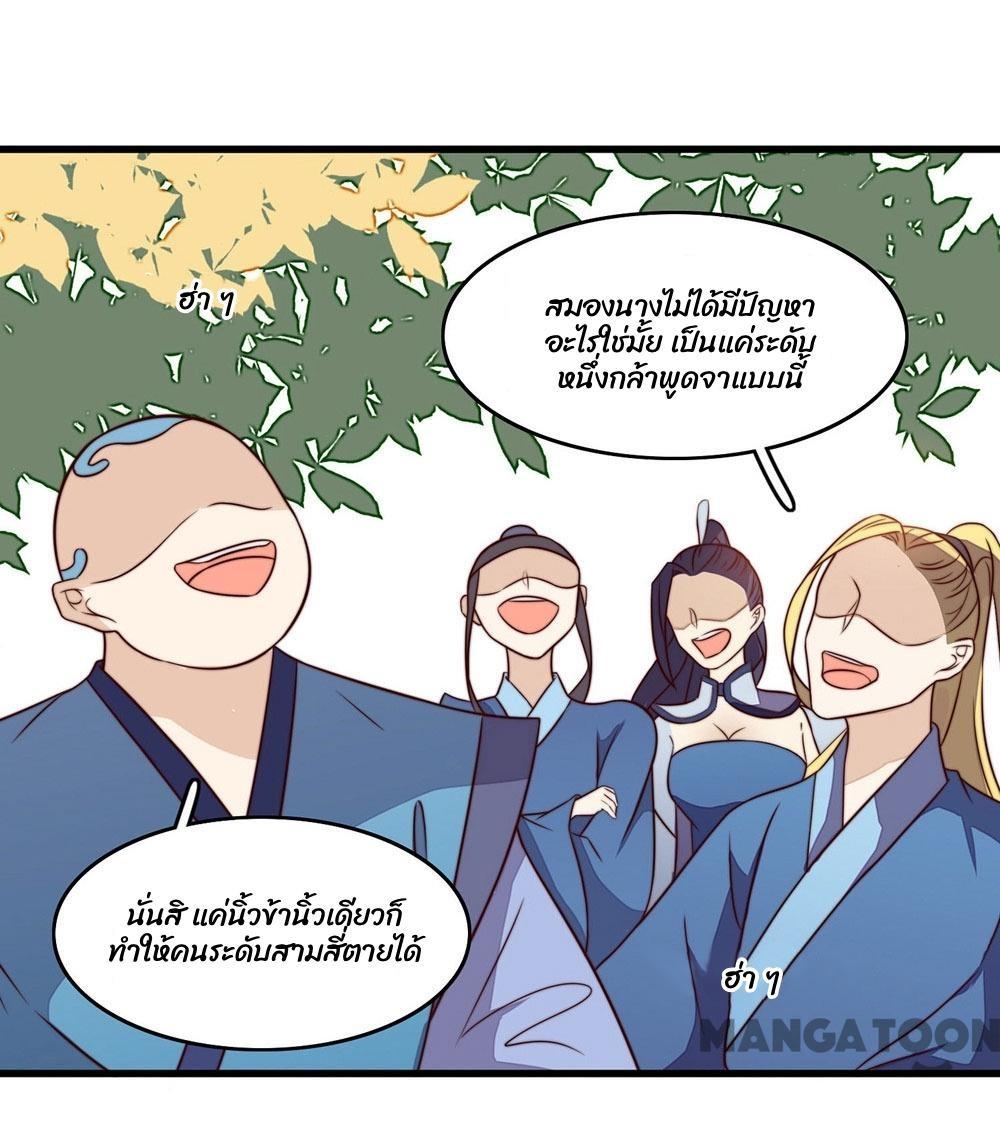 ฮ่า ๆ
สมองนางไม่ได้มีปัญหา
อะไรใช่มั้ย เป็นแค่ระดับ
หนึ่งกล้าพูดจาแบบนี้
นั่นสิ แค่นิ้วข้านิ้วเดียวก็
ทำให้คนระดับสามสี่ตายได้
ฮ่า ๆ
MANGATOON